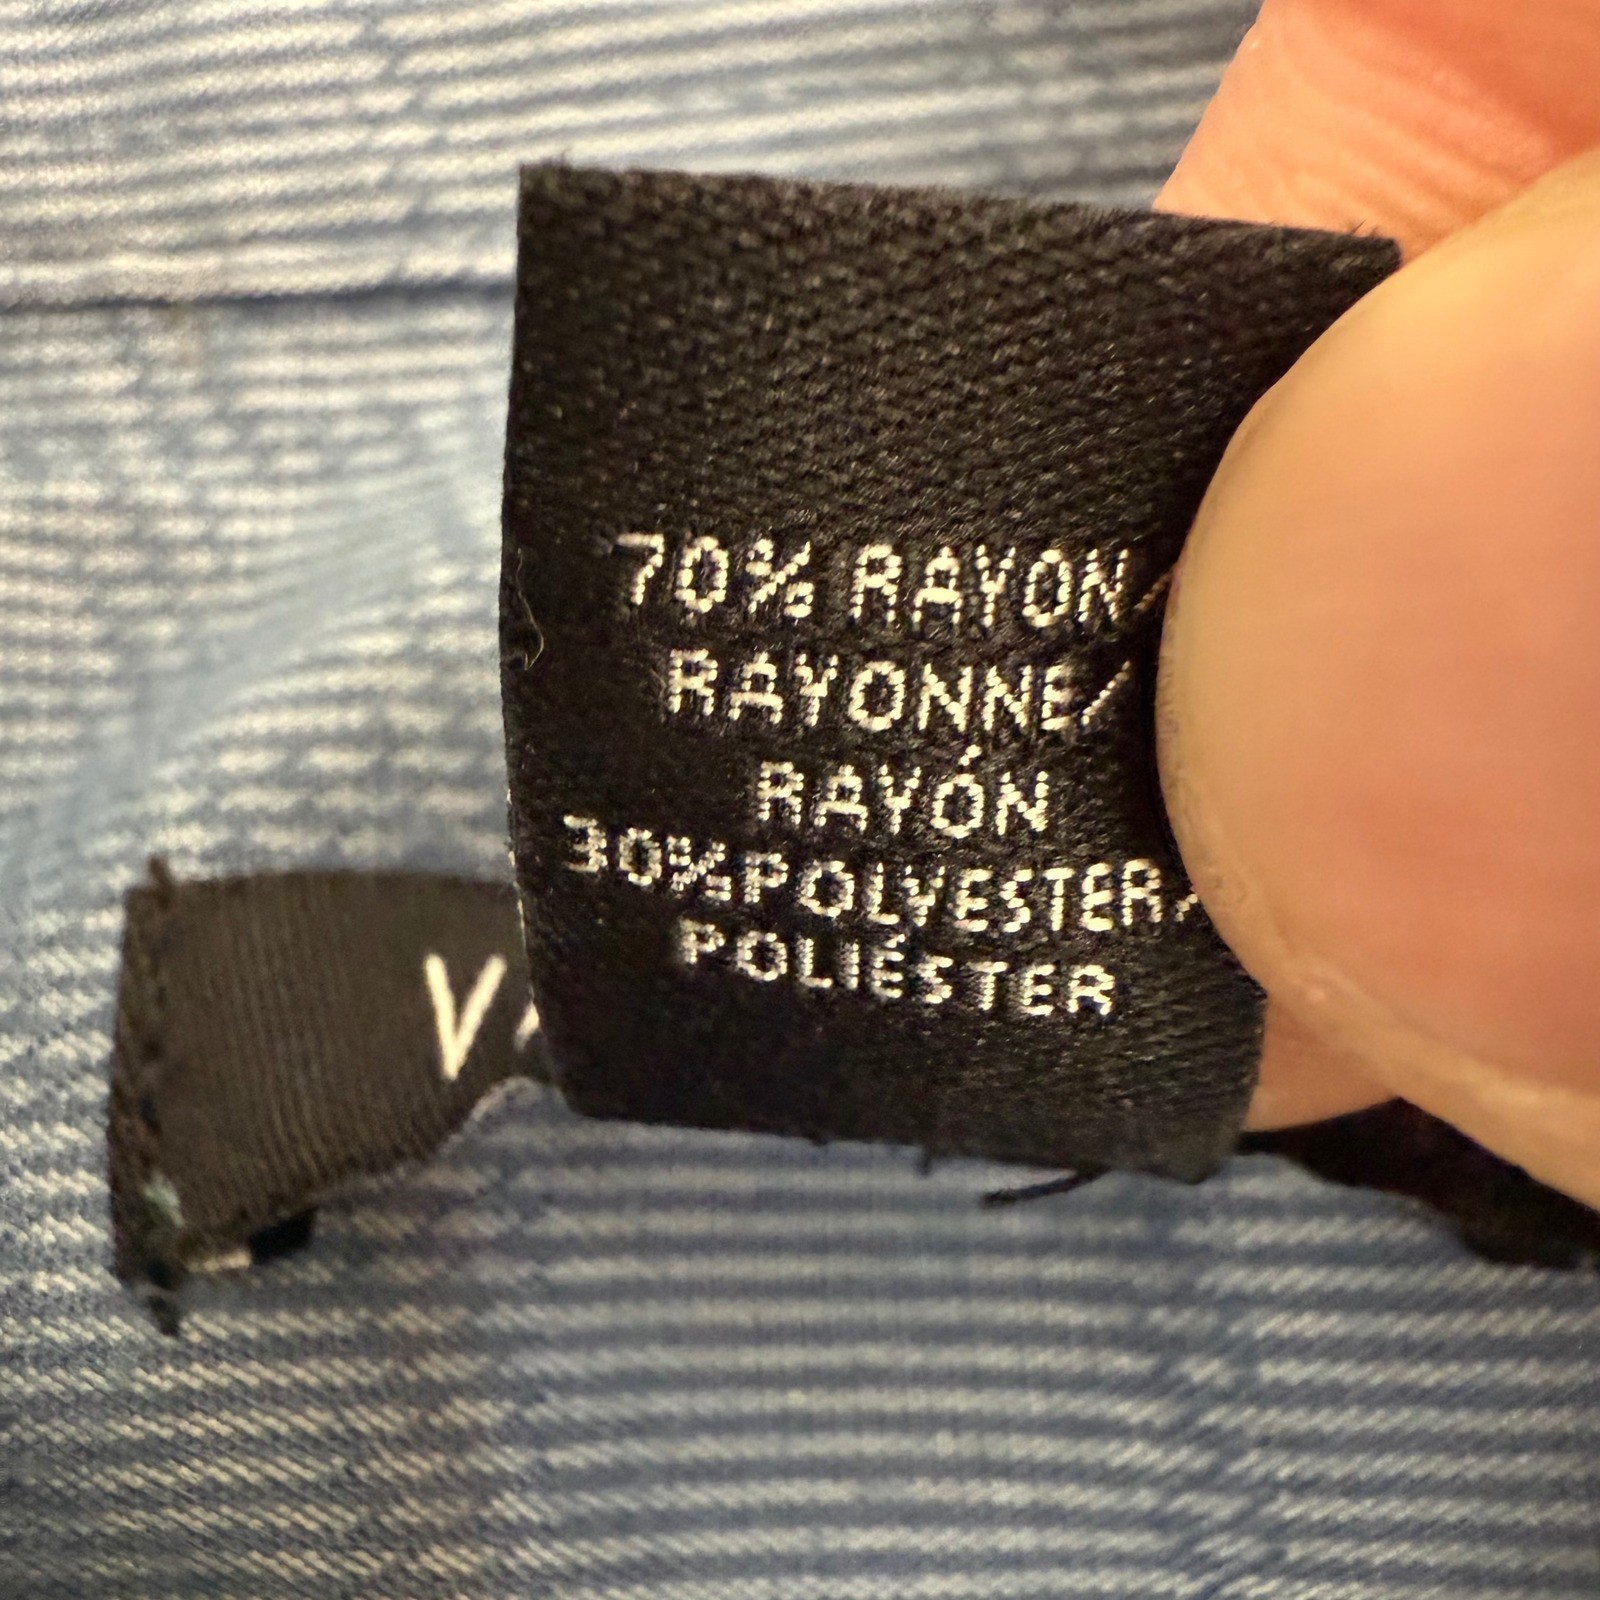 70% RAYON/
RAYONNE/
RAYÓN
30%POLYESTER/
POLIÉSTER
V